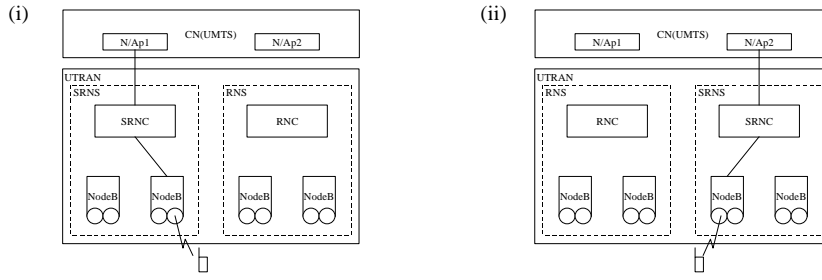 (i)
CN(UMTS)
N/Ap1
N/Ap2
UTRAN
SRNS
RNS
SRNC
RNC
NodeB
NodeB
NodeB
NodeB
(ii)
CN(UMTS)
N/Ap1
N/Ap2
UTRAN
RNS
SRNS
RNC
SRNC
NodeB
NodeB
NodeB
NodeB